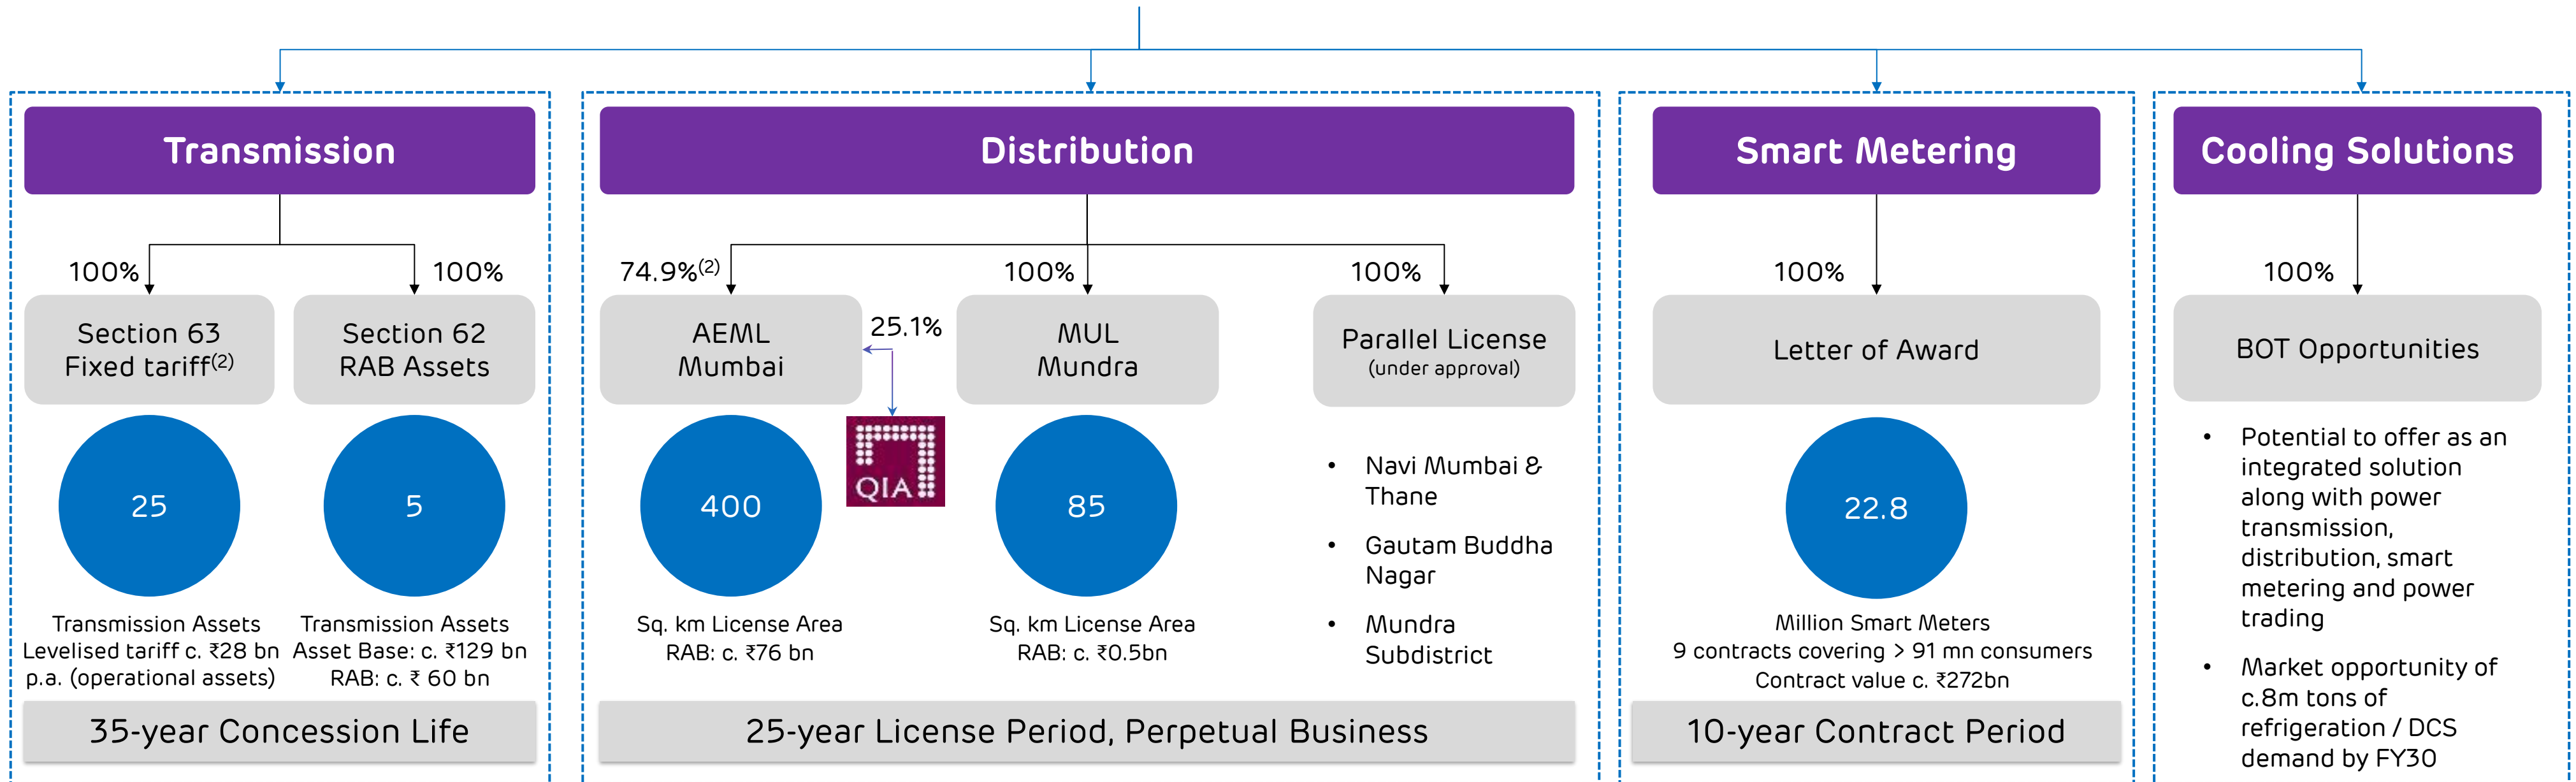 Transmission
100%
100%
Section 63
Fixed tariff(2)
Section 62
RAB Assets
25
5
Transmission Assets
Levelised tariff c. ₹28 bn
p.a. (operational assets)
Transmission Assets
Asset Base: c. ₹129 bn
RAB: c. ₹ 60 bn
35-year Concession Life
Distribution
74.9%(2)
100%
100%
AEML
Mumbai
25.1%
QIA
MUL
Mundra
Parallel License
(under approval)
400
85
Sq. km License Area
RAB: c. ₹76 bn
Sq. km License Area
RAB: c. ₹0.5bn
• Navi Mumbai &
Thane
• Gautam Buddha
Nagar
• Mundra
Subdistrict
25-year License Period, Perpetual Business
Smart Metering
100%
Letter of Award
22.8
Million Smart Meters
9 contracts covering > 91 mn consumers
Contract value c. ₹272bn
10-year Contract Period
Cooling Solutions
100%
BOT Opportunities
• Potential to offer as an
integrated solution
along with power
transmission,
distribution, smart
metering and power
trading
• Market opportunity of
c.8m tons of
refrigeration / DCS
demand by FY30